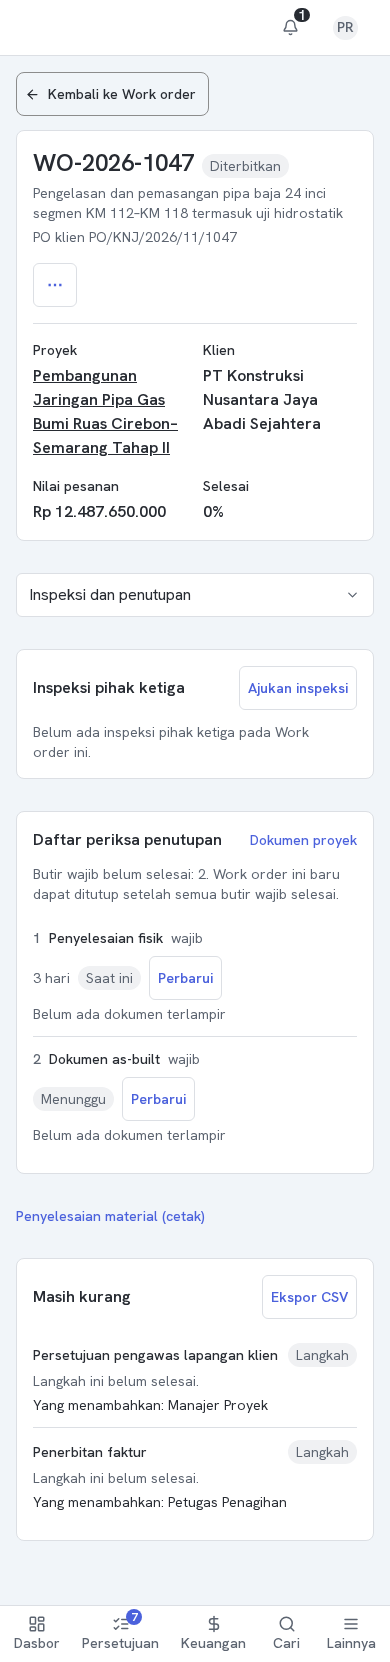 1
PR
Kembali ke Work order
WO-2026-1047 Diterbitkan
Pengelasan dan pemasangan pipa baja 24 inci
segmen KM 112–KM 118 termasuk uji hidrostatik
PO klien PO/KNJ/2026/11/1047
Proyek
Pembangunan
Jaringan Pipa Gas
Bumi Ruas Cirebon–
Semarang Tahap II
Klien
PT Konstruksi
Nusantara Jaya
Abadi Sejahtera
Nilai pesanan
Rp 12.487.650.000
Selesai
0%
Inspeksi dan penutupan
Inspeksi pihak ketiga
Ajukan inspeksi
Belum ada inspeksi pihak ketiga pada Work
order ini.
Daftar periksa penutupan
Dokumen proyek
Butir wajib belum selesai: 2. Work order ini baru
dapat ditutup setelah semua butir wajib selesai.
1 Penyelesaian fisik wajib
3 hari Saat ini Perbarui
Belum ada dokumen terlampir
2 Dokumen as-built wajib
Menunggu Perbarui
Belum ada dokumen terlampir
Penyelesaian material (cetak)
Masih kurang
Ekspor CSV
Persetujuan pengawas lapangan klien Langkah
Langkah ini belum selesai.
Yang menambahkan: Manajer Proyek
Penerbitan faktur Langkah
Langkah ini belum selesai.
Yang menambahkan: Petugas Penagihan
7
Dasbor Persetujuan Keuangan Cari Lainnya